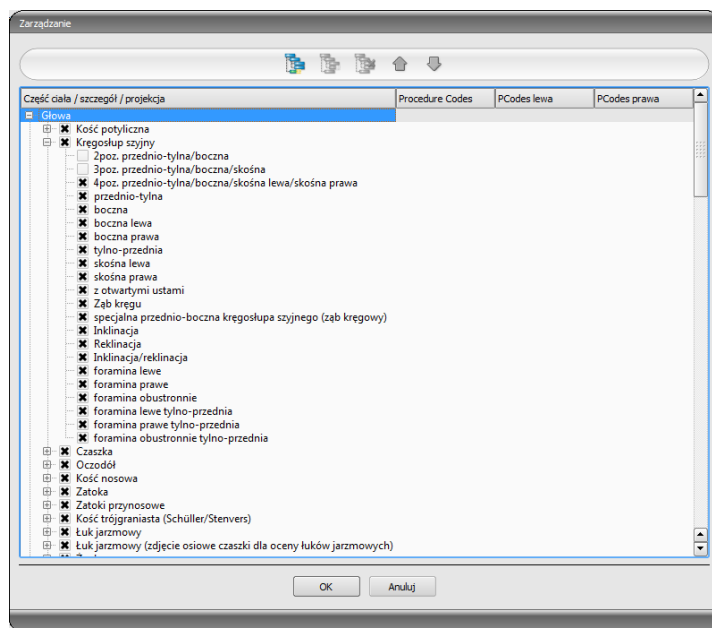 Zarządzanie
Część ciała / szczegół / projekcja Procedure Codes PCodes lewa PCodes prawa
Głowa
Kość potyliczna
Kręgosłup szyjny
2poz. przednio-tylna/boczna
3poz. przednio-tylna/boczna/skośna
4poz. przednio-tylna/boczna/skośna lewa/skośna prawa
przednio-tylna
boczna
boczna lewa
boczna prawa
tylno-przednia
skośna lewa
skośna prawa
z otwartymi ustami
Ząb kręgu
specjalna przednio-boczna kręgosłupa szyjnego (ząb kręgowy)
Inklinacja
Reklinacja
Inklinacja/reklinacja
foramina lewe
foramina prawe
foramina obustronnie
foramina lewe tylno-przednia
foramina prawe tylno-przednia
foramina obustronnie tylno-przednia
Czaszka
Oczodół
Kość nosowa
Zatoka
Zatoki przynosowe
Kość trójgraniasta (Schüller/Stenvers)
Łuk jarzmowy
Łuk jarzmowy (zdjęcie osiowe czaszki dla oceny łuków jarzmowych)
OK Anuluj